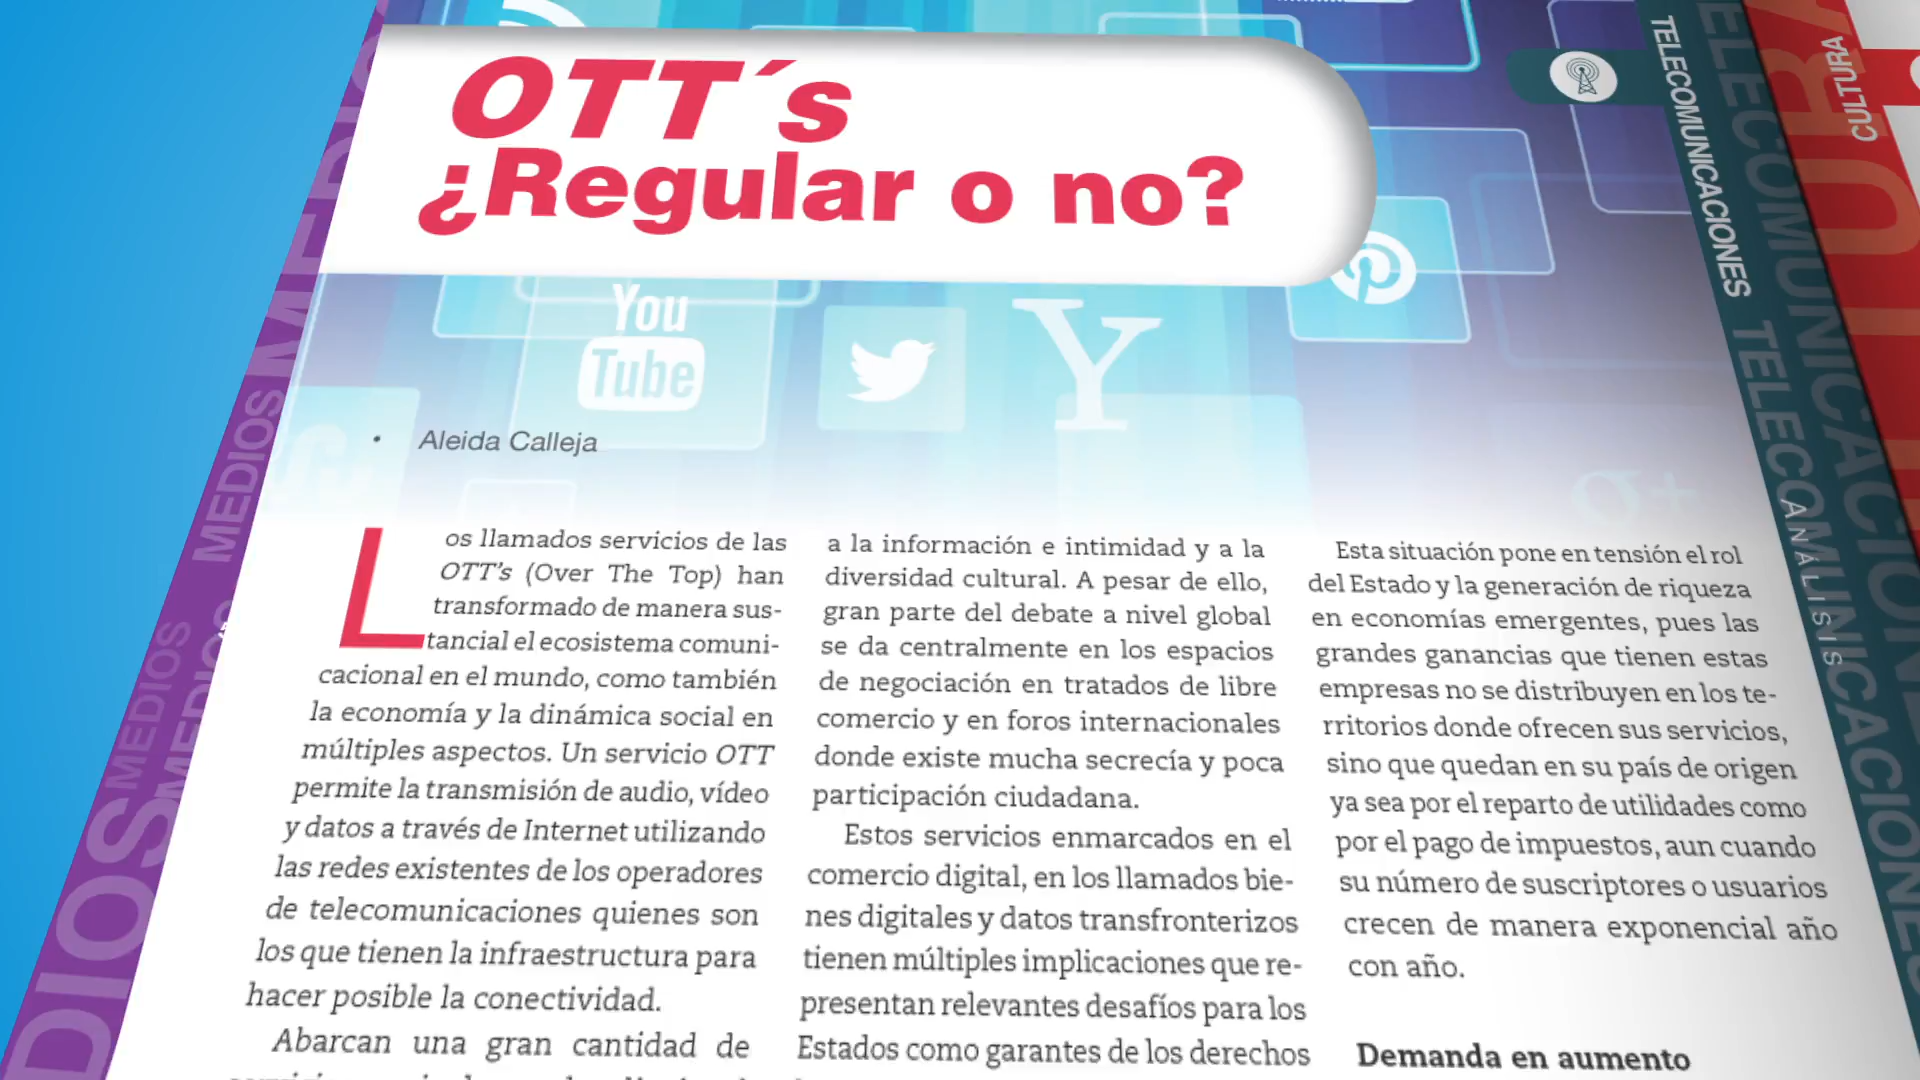 OTT´s
¿Regular o no?
You
Tube
Y
g+
• Aleida Calleja
Los llamados servicios de las
OTT's (Over The Top) han
transformado de manera sus-
tancial el ecosistema comuni-
cacional en el mundo, como también
la economía y la dinámica social en
múltiples aspectos. Un servicio OTT
permite la transmisión de audio, vídeo
y datos a través de Internet utilizando
las redes existentes de los operadores
de telecomunicaciones quienes son
los que tienen la infraestructura para
hacer posible la conectividad.
Abarcan una gran cantidad de
a la información e intimidad y a la
diversidad cultural. A pesar de ello,
gran parte del debate a nivel global
se da centralmente en los espacios
de negociación en tratados de libre
comercio y en foros internacionales
donde existe mucha secrecía y poca
participación ciudadana.
Estos servicios enmarcados en el
comercio digital, en los llamados bie-
nes digitales y datos transfronterizos
tienen múltiples implicaciones que re-
presentan relevantes desafíos para los
Estados como garantes de los derechos
Esta situación pone en tensión el rol
del Estado y la generación de riqueza
en economías emergentes, pues las
grandes ganancias que tienen estas
empresas no se distribuyen en los te-
rritorios donde ofrecen sus servicios,
sino que quedan en su país de origen
ya sea por el reparto de utilidades como
por el pago de impuestos, aun cuando
su número de suscriptores o usuarios
crecen de manera exponencial año
con año.
Demanda en aumento
MEDIOS
MEDIOS
TELECOMUNICACIONES
TELECOMUNICACIONES
ANÁLISIS
CULTURA